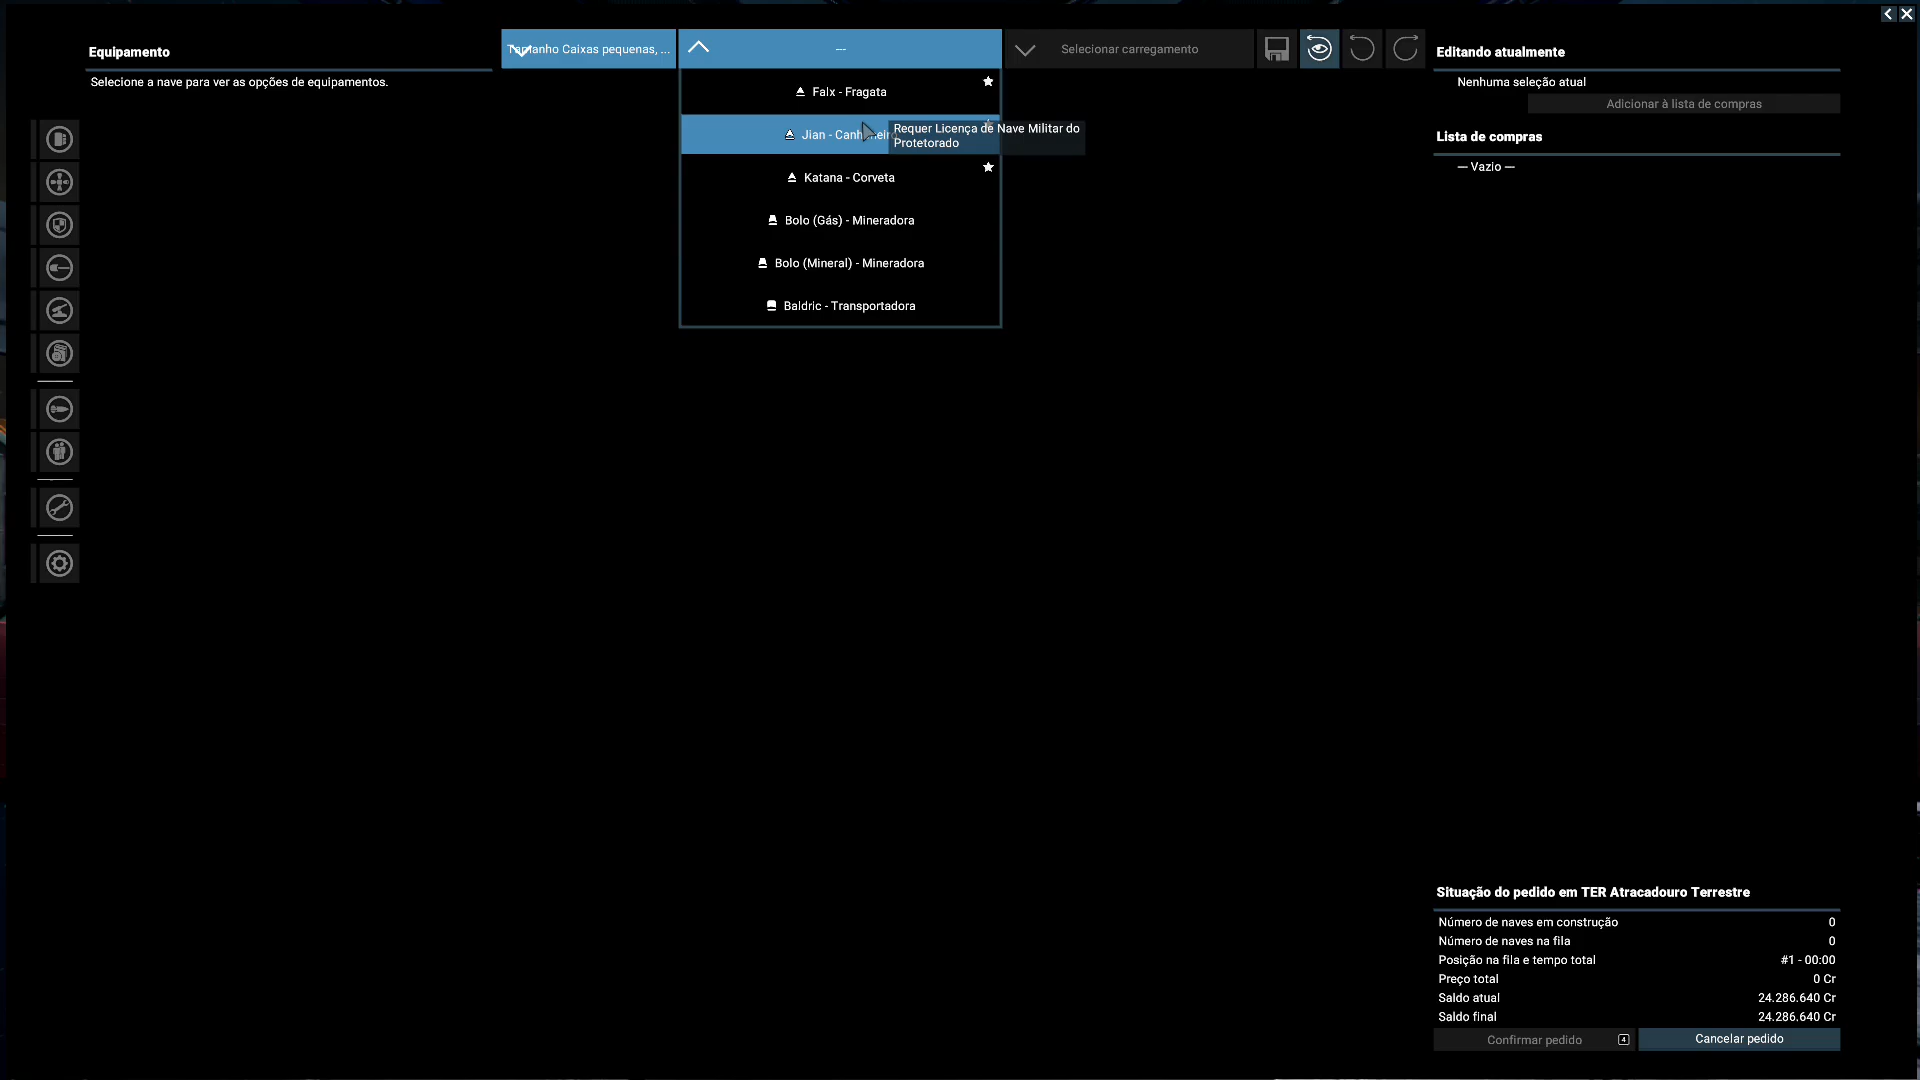 Equipamento
Selecione a nave para ver as opções de equipamentos.
Tamanho Caixas pequenas, ...
---
Selecionar carregamento
Falx - Fragata
Jian - Canhoneir
Requer Licença de Nave Militar do
Protetorado
Katana - Corveta
Bolo (Gás) - Mineradora
Bolo (Mineral) - Mineradora
Baldric - Transportadora
Editando atualmente
Nenhuma seleção atual
Adicionar à lista de compras
Lista de compras
— Vazio —
Situação do pedido em TER Atracadouro Terrestre
Número de naves em construção 0
Número de naves na fila 0
Posição na fila e tempo total #1 - 00:00
Preço total 0 Cr
Saldo atual 24.286.640 Cr
Saldo final 24.286.640 Cr
Confirmar pedido 4
Cancelar pedido